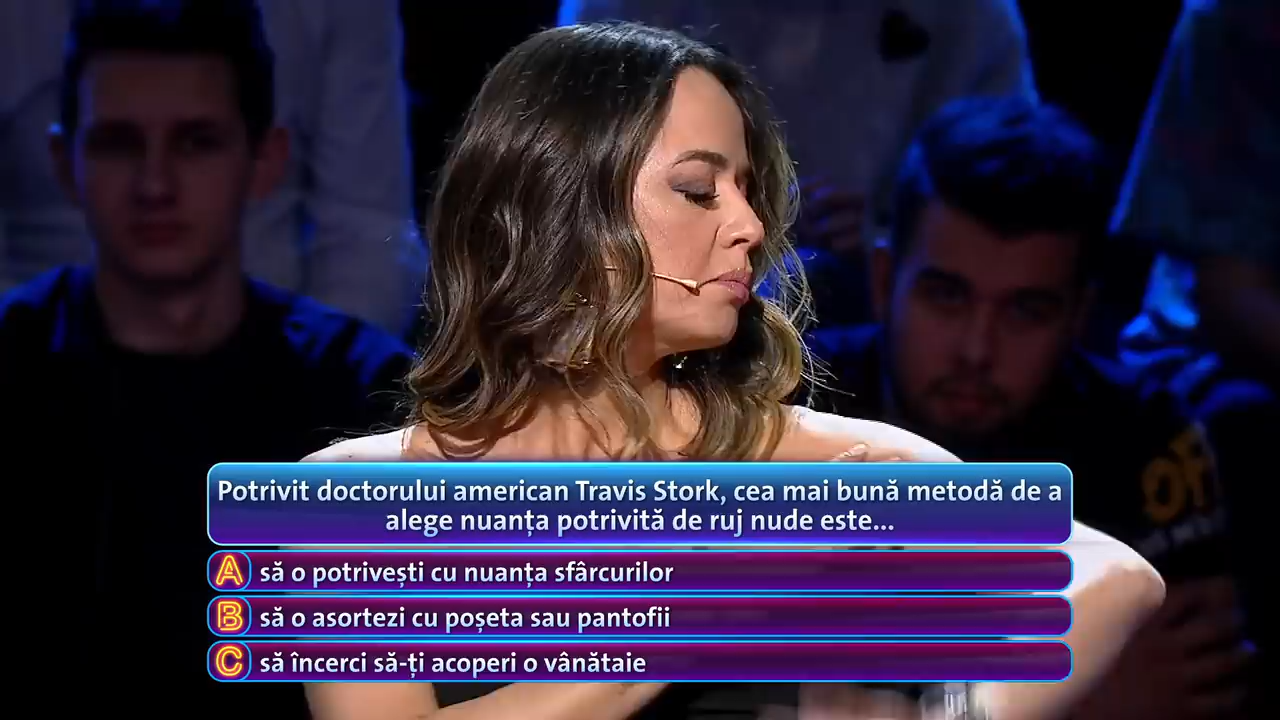 Potrivit doctorului american Travis Stork, cea mai bună metodă de a
alege nuanța potrivită de ruj nude este...
A să o potrivești cu nuanța sfârcurilor
B să o asortezi cu poșeta sau pantofii
C să încerci să-ți acoperi o vânătaie
OF